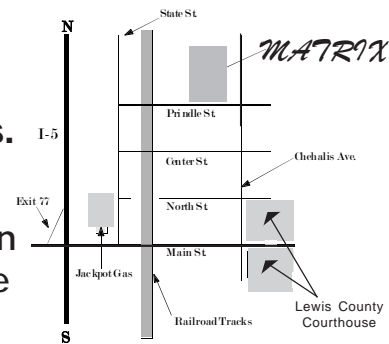 State St.
N
MATRIX
s.
I-5
Prindle St.
Center St.
Chehalis Ave.
Exit 77
North St.
n
Main St.
e
Jackpot Gas
Lewis County
Courthouse
Railroad Tracks
S